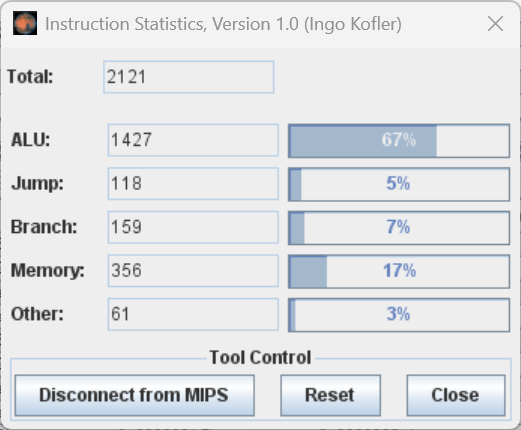 Instruction Statistics, Version 1.0 (Ingo Kofler)
Total: 2121
ALU: 1427 67%
Jump: 118 5%
Branch: 159 7%
Memory: 356 17%
Other: 61 3%
Tool Control
Disconnect from MIPS Reset Close